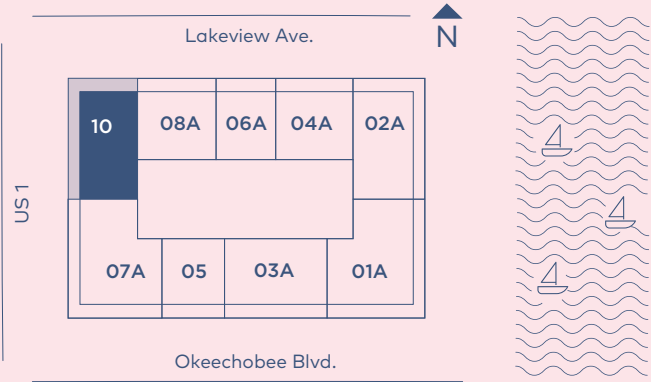 Lakeview Ave.
N
10
08A
06A
04A
02A
US 1
07A
05
03A
01A
Okeechobee Blvd.